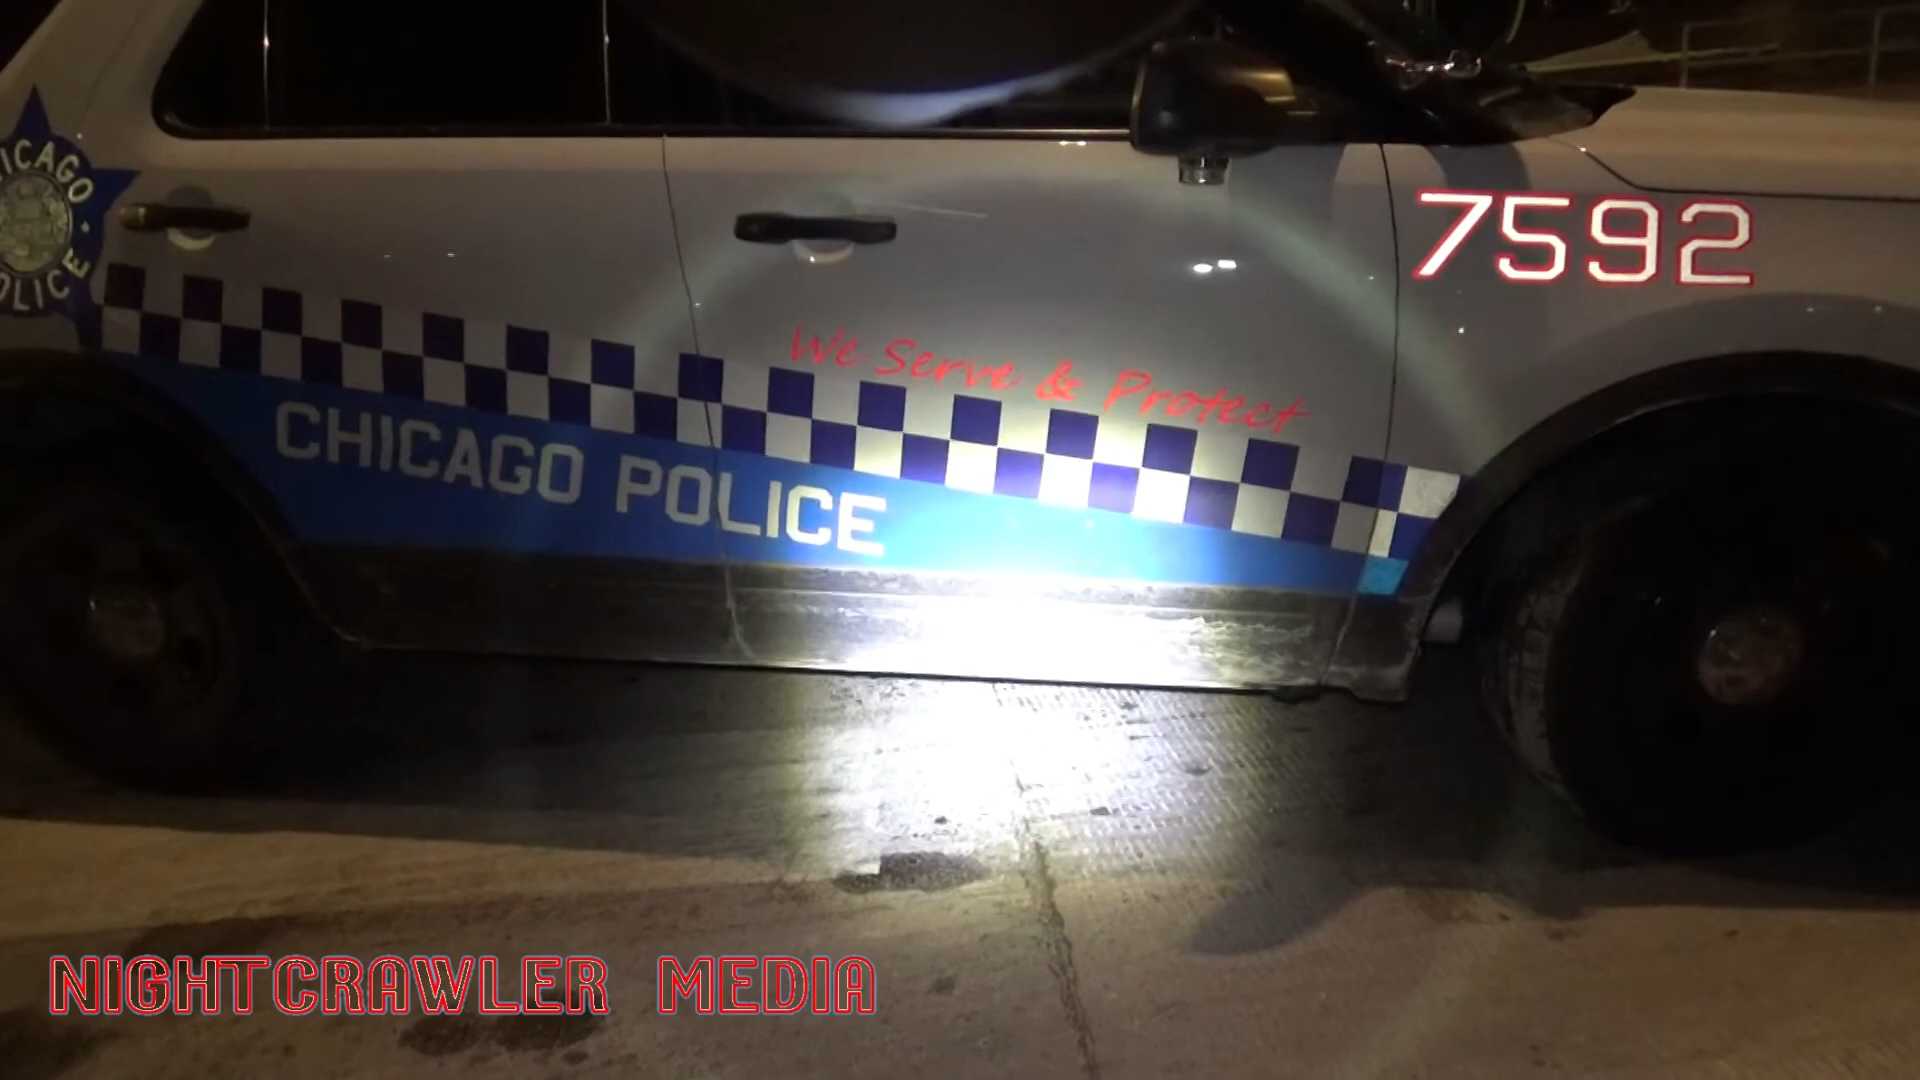 CHICAGO
POLICE
7592
We Serve & Protect
CHICAGO POLICE
NIGHTCRAWLER MEDIA